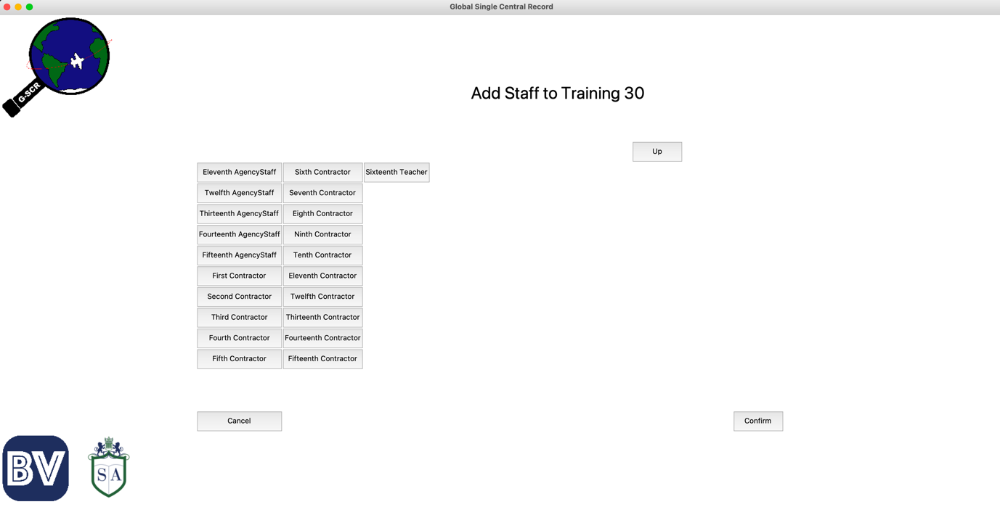 Global Single Central Record
G-SCR
Add Staff to Training 30
Up
Eleventh AgencyStaff Sixth Contractor Sixteenth Teacher
Twelfth AgencyStaff Seventh Contractor
Thirteenth AgencyStaff Eighth Contractor
Fourteenth AgencyStaff Ninth Contractor
Fifteenth AgencyStaff Tenth Contractor
First Contractor Eleventh Contractor
Second Contractor Twelfth Contractor
Third Contractor Thirteenth Contractor
Fourth Contractor Fourteenth Contractor
Fifth Contractor Fifteenth Contractor
Cancel Confirm
BV SA